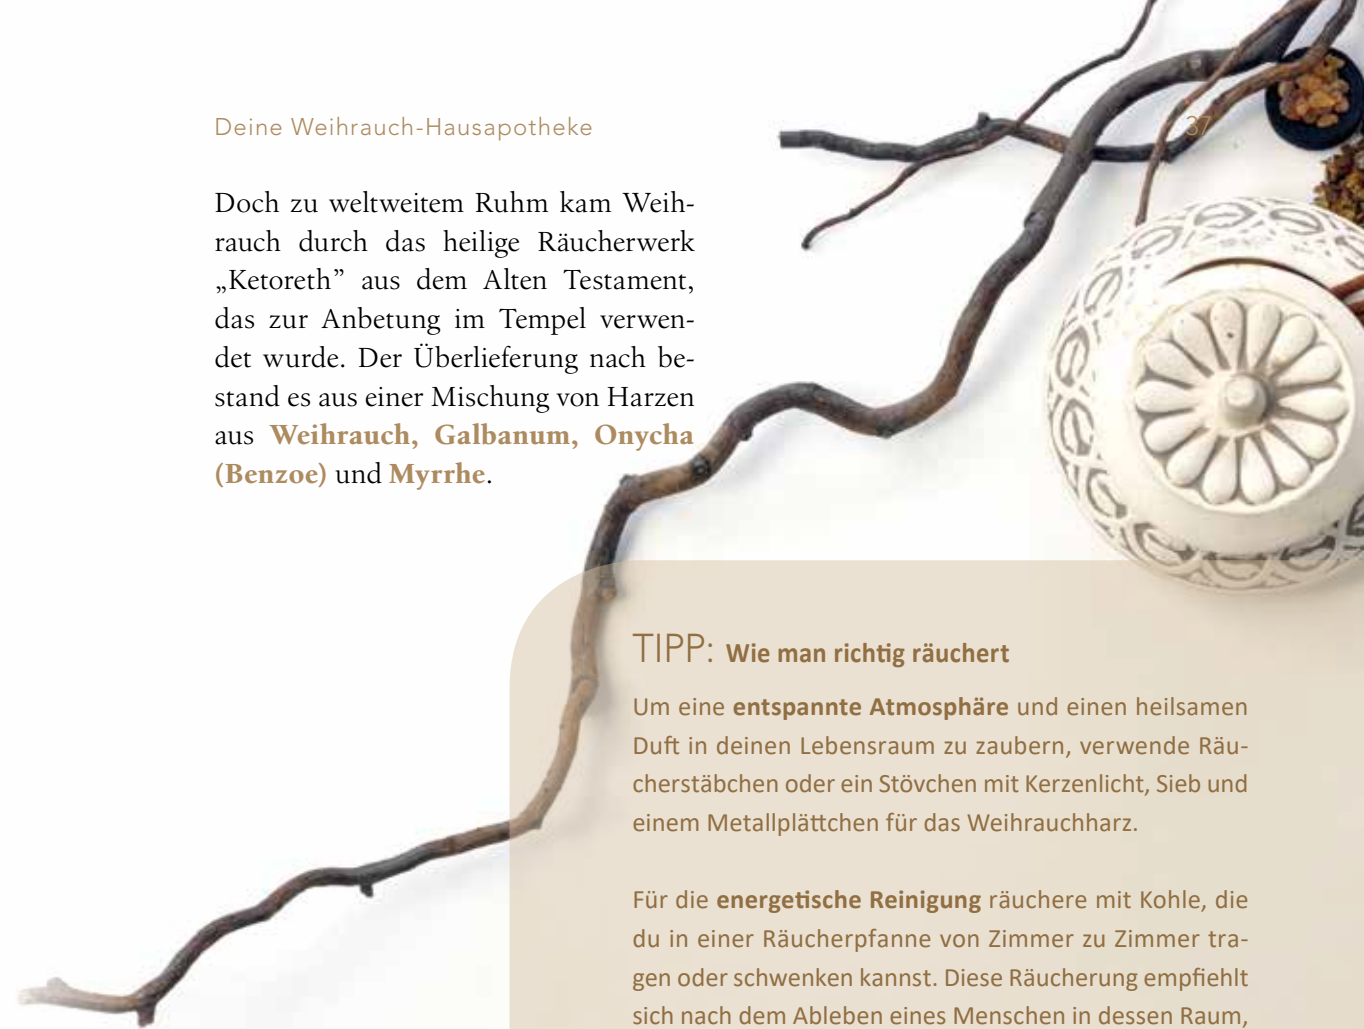 Deine Weihrauch-Hausapotheke
37
Doch zu weltweitem Ruhm kam Weih-
rauch durch das heilige Räucherwerk
„Ketoreth” aus dem Alten Testament,
das zur Anbetung im Tempel verwen-
det wurde. Der Überlieferung nach be-
stand es aus einer Mischung von Harzen
aus Weihrauch, Galbanum, Onycha
(Benzoe) und Myrrhe.
TIPP: Wie man richtig räuchert
Um eine entspannte Atmosphäre und einen heilsamen
Duft in deinen Lebensraum zu zaubern, verwende Räu-
cherstäbchen oder ein Stövchen mit Kerzenlicht, Sieb und
einem Metallplättchen für das Weihrauchharz.
Für die energetische Reinigung räuchere mit Kohle, die
du in einer Räucherpfanne von Zimmer zu Zimmer tra-
gen oder schwenken kannst. Diese Räucherung empfiehlt
sich nach dem Ableben eines Menschen in dessen Raum,